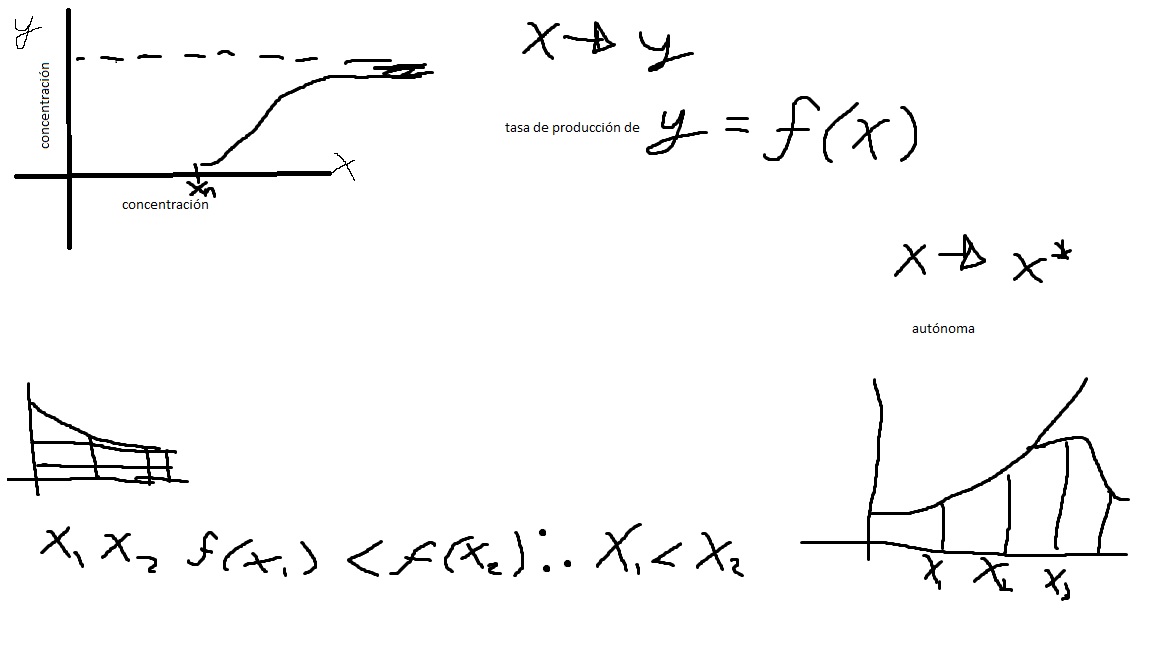 y
concentración
x
xn
concentración
x → y
tasa de producción de y = f(x)
x → x*
autónoma
x1 x2 f(x1) < f(x2) ∴ x1 < x2
x1 x2 x3